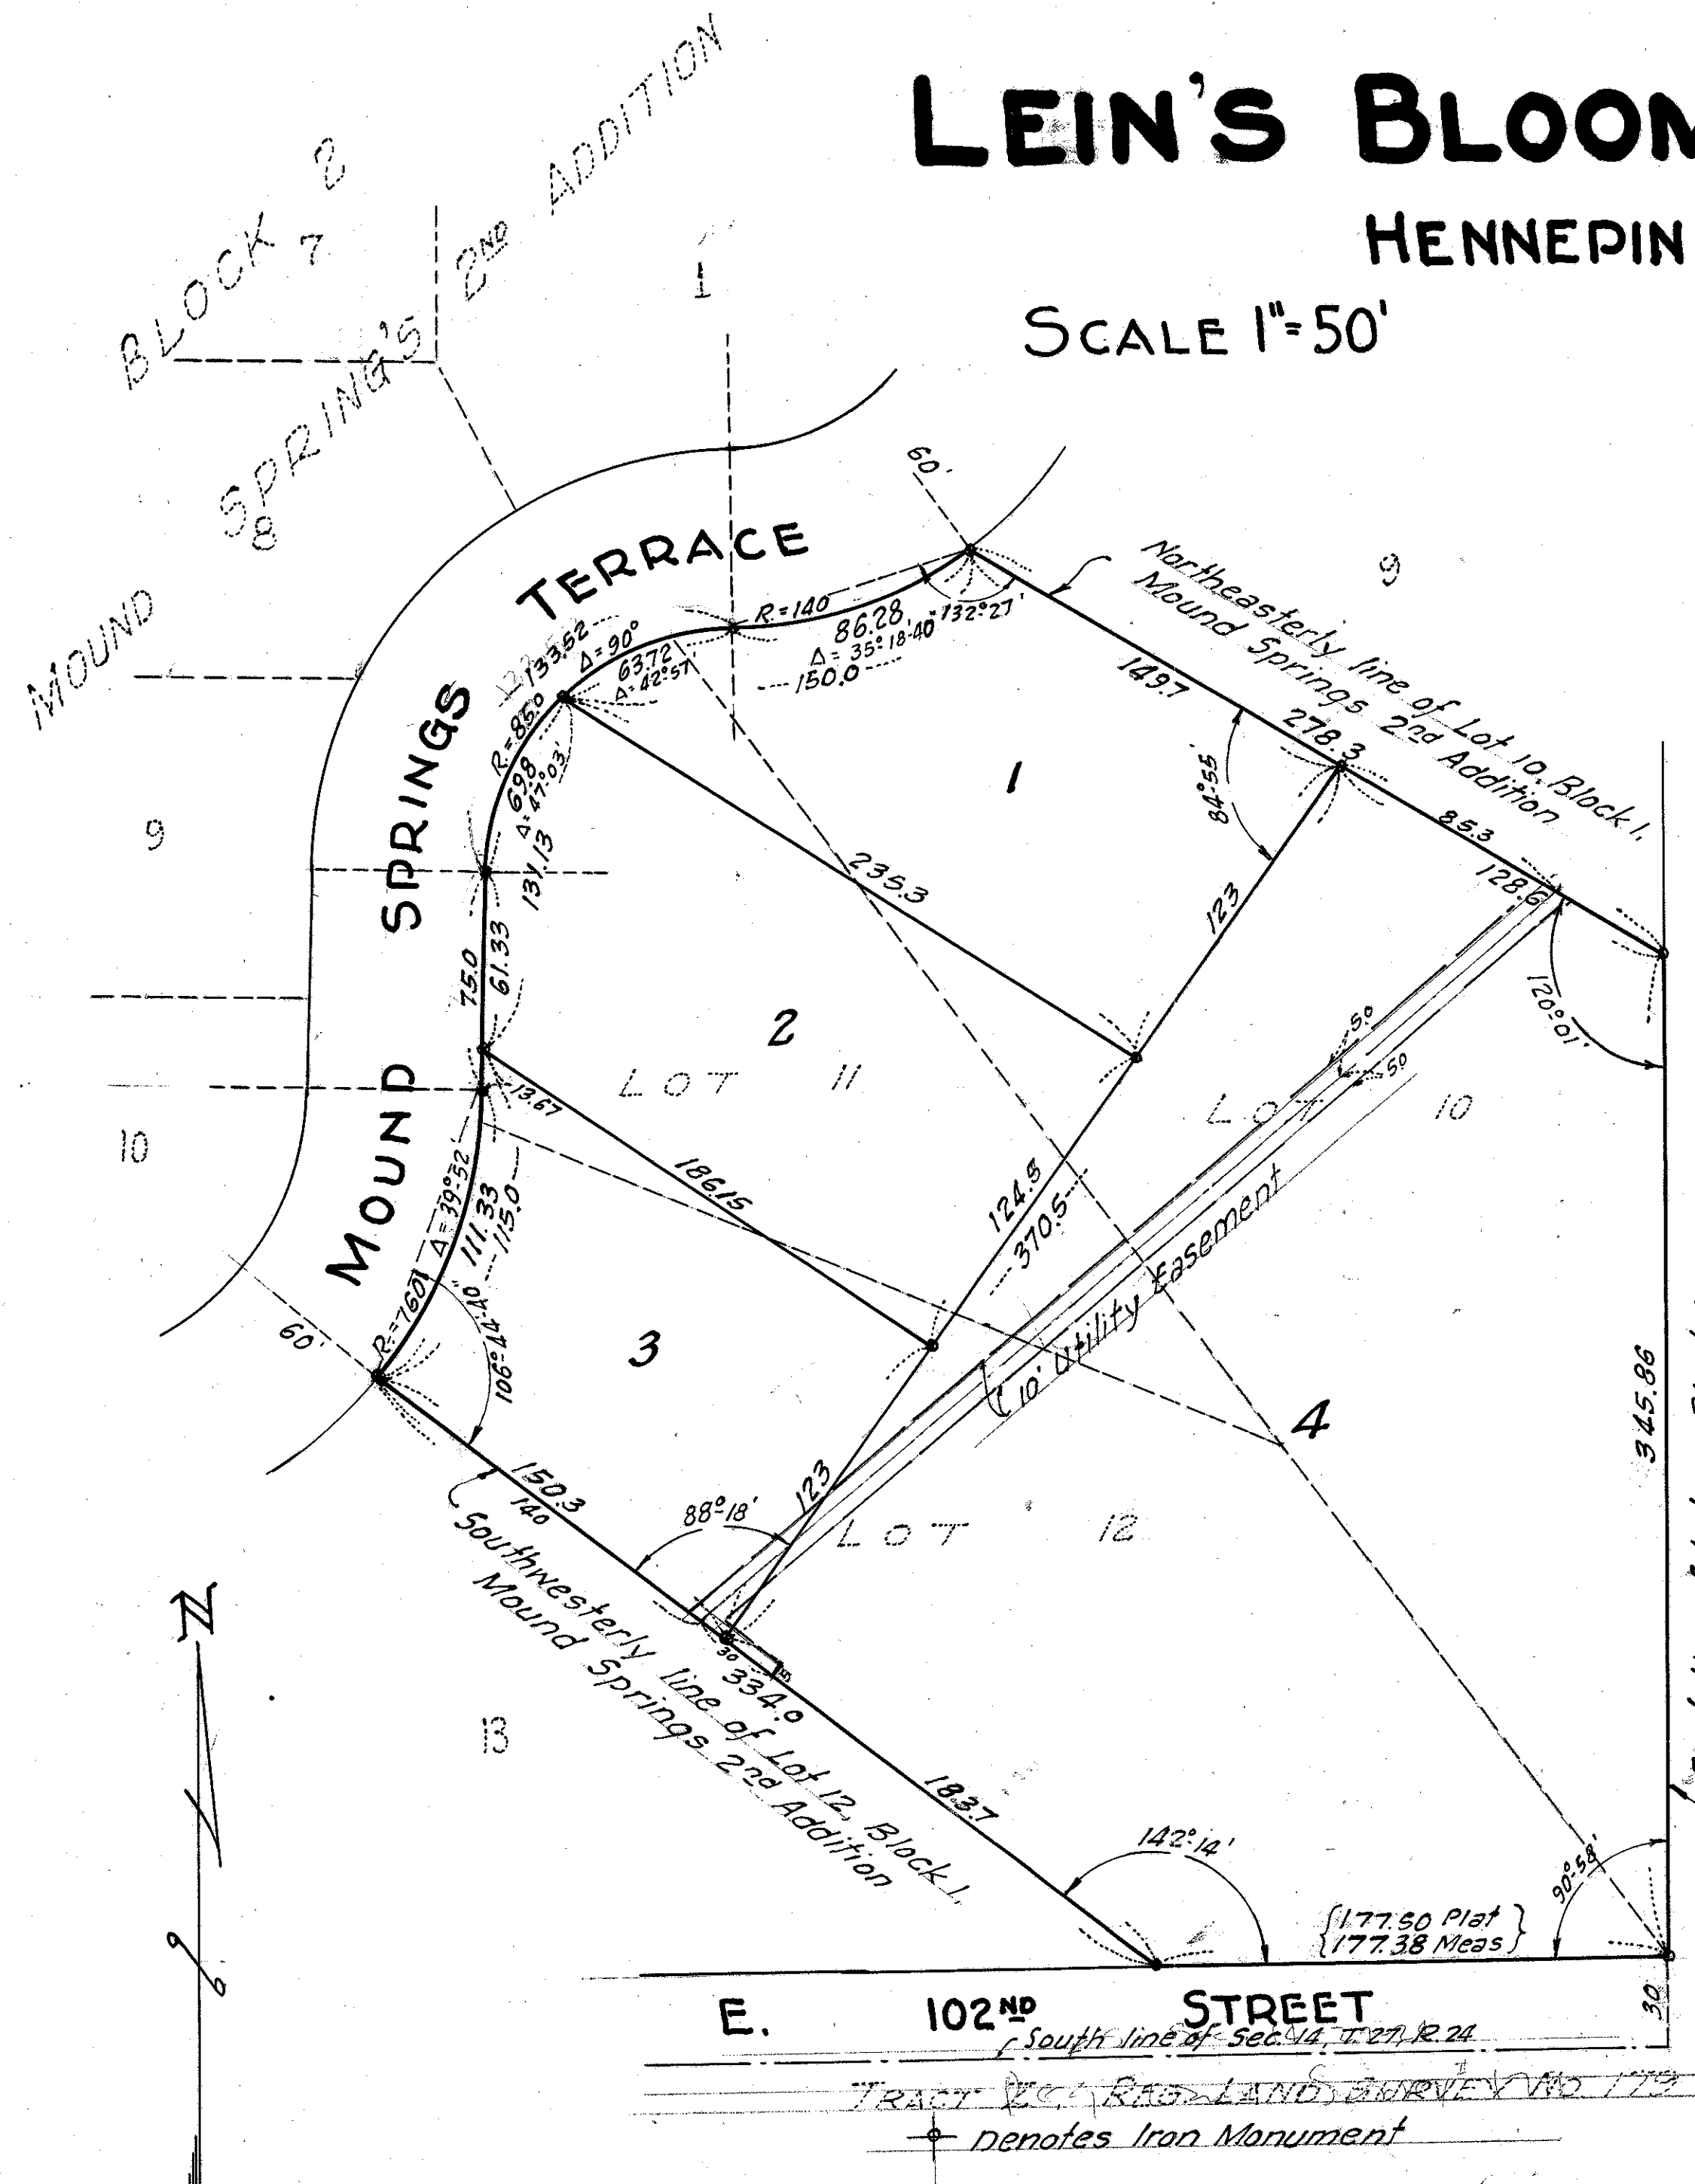 LEIN'S BLOOM
HENNEPIN
SCALE 1"=50'
BLOCK 2
7
MOUND SPRING'S 2ND ADDITION
1
8
9
10
13
9
60'
TERRACE
SPRINGS
MOUND
R=140
86.28
Δ=35°-18'-40"
132°27'
150.0
133.52
Δ=90°
63.72
Δ=42°57'
R=85.0
69.8
Δ=47°-03'
131.13
75.0
61.33
13.67
Δ=39°-52'
111.33
115.0
R=760
106°-44'-40"
60'
Northeasterly line of Lot 10, Block 1,
Mound Springs 2nd Addition
149.7
278.3
84°-55'
85.3
128.6
120°-01'
1
235.3
123
2
LOT 11
5.0
50
LOT 10
186.15
124.5
370.5
10' Utility Easement
3
4
345.86
150.3
140
88°-18'
123
LOT 12
Southwesterly line of Lot 12, Block 1,
Mound Springs 2nd Addition
30
334.0
183.7
142°-14'
90°-58'
{177.50 Plat}
{177.38 Meas}
30
E. 102ND STREET
South line of Sec. 14, T.27, R.24
TRACT LAND SURVEY NO. 179
Denotes Iron Monument